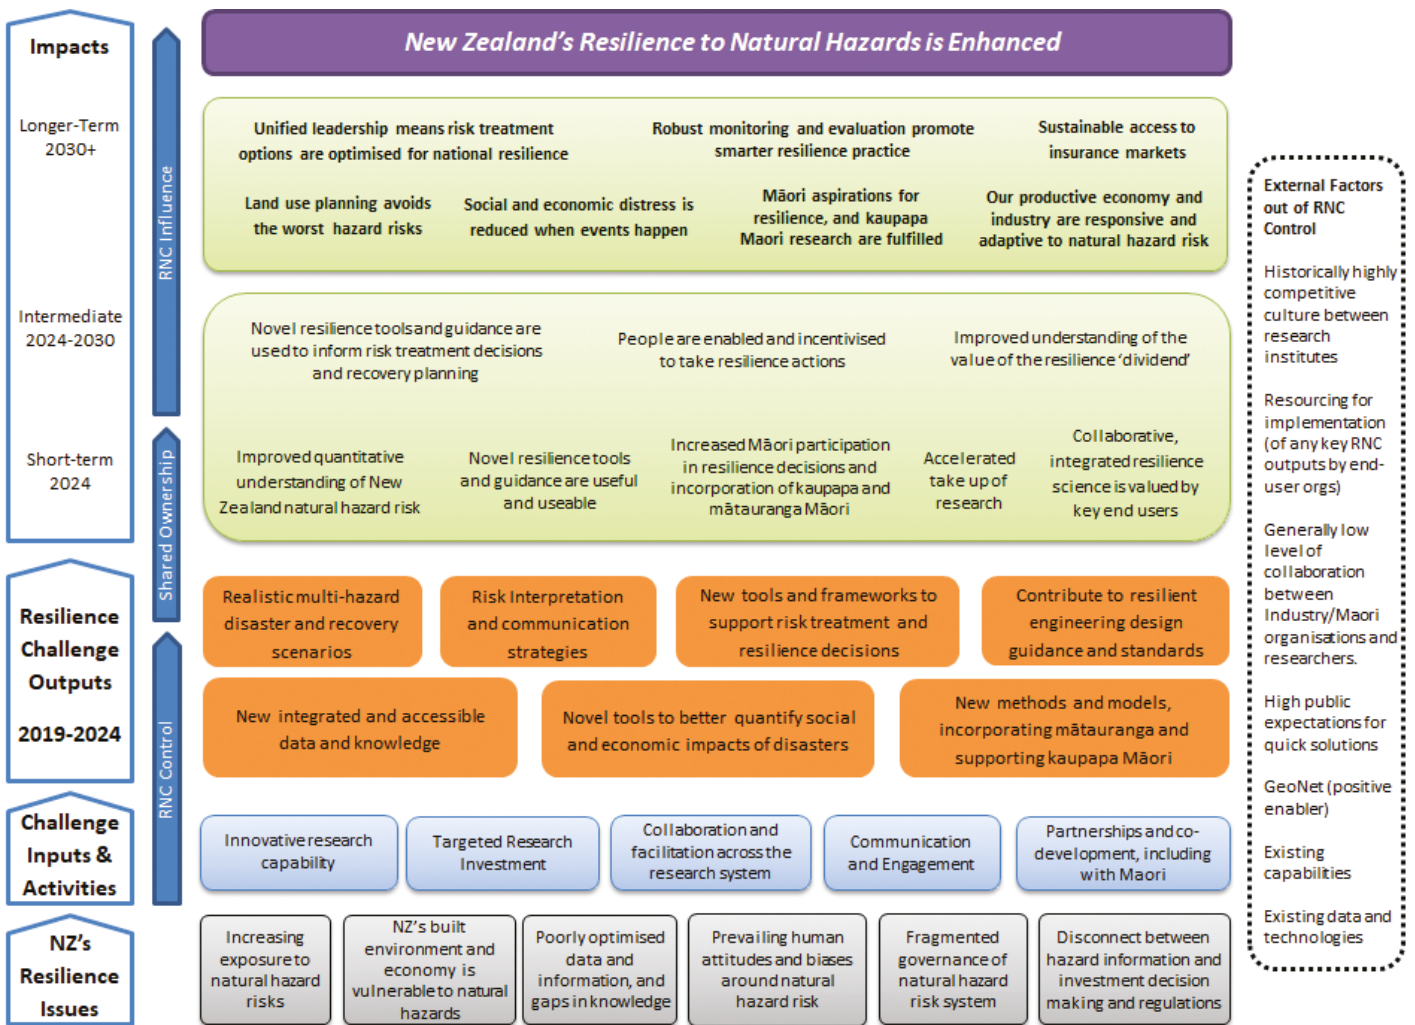 New Zealand’s Resilience to Natural Hazards is Enhanced
Impacts
Longer-Term
2030+
Intermediate
2024-2030
Short-term
2024
RNC Influence
Shared Ownership
RNC Control
Unified leadership means risk treatment
options are optimised for national resilience
Robust monitoring and evaluation promote
smarter resilience practice
Sustainable access to
insurance markets
Land use planning avoids
the worst hazard risks
Social and economic distress is
reduced when events happen
Māori aspirations for
resilience, and kaupapa
Maori research are fulfilled
Our productive economy and
industry are responsive and
adaptive to natural hazard risk
Novel resilience tools and guidance are
used to inform risk treatment decisions
and recovery planning
People are enabled and incentivised
to take resilience actions
Improved understanding of the
value of the resilience ‘dividend’
Improved quantitative
understanding of New
Zealand natural hazard risk
Novel resilience tools
and guidance are useful
and useable
Increased Māori participation
in resilience decisions and
incorporation of kaupapa and
mātauranga Māori
Accelerated
take up of
research
Collaborative,
integrated resilience
science is valued by
key end users
Resilience
Challenge
Outputs
2019-2024
Realistic multi-hazard
disaster and recovery
scenarios
Risk Interpretation
and communication
strategies
New tools and frameworks to
support risk treatment and
resilience decisions
Contribute to resilient
engineering design
guidance and standards
New integrated and accessible
data and knowledge
Novel tools to better quantify social
and economic impacts of disasters
New methods and models,
incorporating mātauranga and
supporting kaupapa Māori
Challenge
Inputs &
Activities
Innovative research
capability
Targeted Research
Investment
Collaboration and
facilitation across the
research system
Communication
and Engagement
Partnerships and co-
development, including
with Maori
NZ’s
Resilience
Issues
Increasing
exposure to
natural hazard
risks
NZ’s built
environment and
economy is
vulnerable to natural
hazards
Poorly optimised
data and
information, and
gaps in knowledge
Prevailing human
attitudes and biases
around natural
hazard risk
Fragmented
governance of
natural hazard
risk system
Disconnect between
hazard information and
investment decision
making and regulations
External Factors
out of RNC
Control
Historically highly
competitive
culture between
research
institutes
Resourcing for
implementation
(of any key RNC
outputs by end-
user orgs)
Generally low
level of
collaboration
between
Industry/Maori
organisations and
researchers.
High public
expectations for
quick solutions
GeoNet (positive
enabler)
Existing
capabilities
Existing data and
technologies